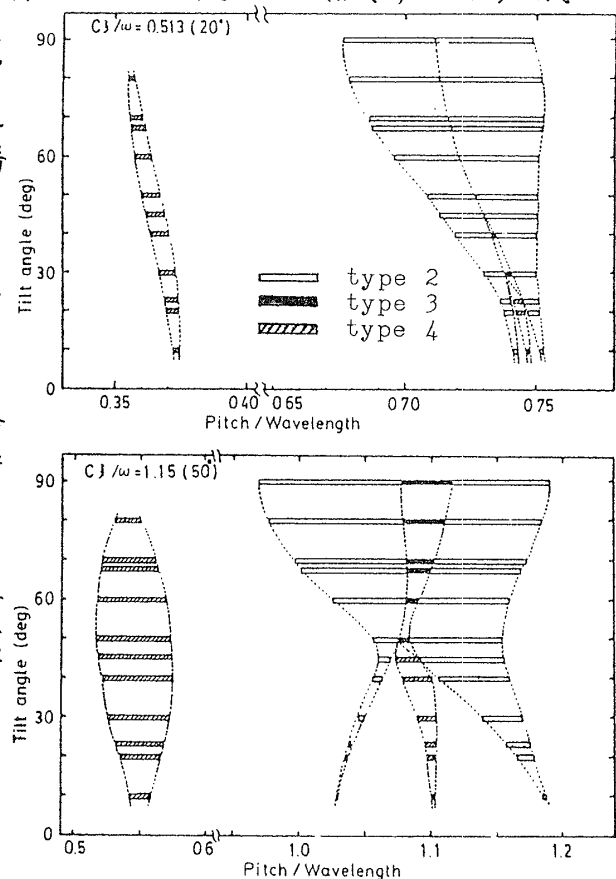 Cξ/ω=0.513 (20°)
90
60
30
0
Tilt angle (deg)
type 2
type 3
type 4
0.35
0.40
0.65
0.70
0.75
Pitch/Wavelength
Cξ/ω=1.15 (50°)
90
60
30
0
Tilt angle (deg)
0.5
0.6
1.0
1.1
1.2
Pitch/Wavelength